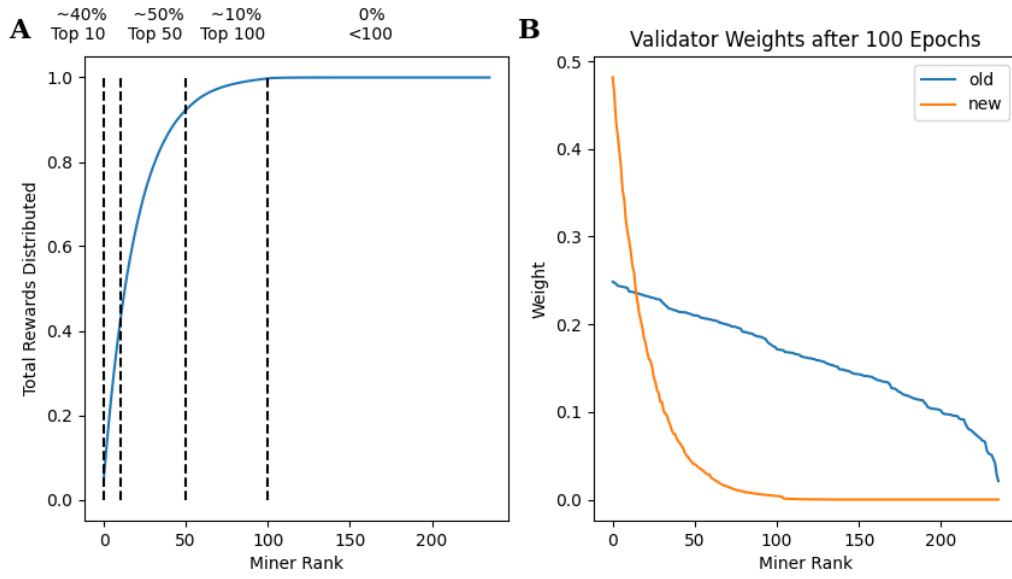 A
~40%
Top 10
~50%
Top 50
~10%
Top 100
0%
<100
Total Rewards Distributed
1.0
0.8
0.6
0.4
0.2
0.0
0
50
100
150
200
Miner Rank
B
Validator Weights after 100 Epochs
old
new
Weight
0.5
0.4
0.3
0.2
0.1
0.0
0
50
100
150
200
Miner Rank